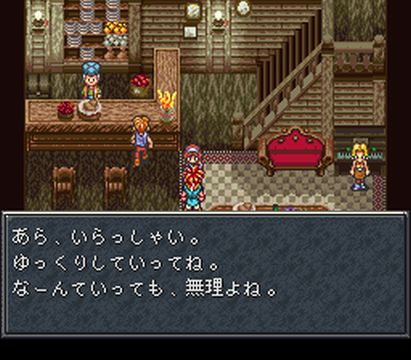 あら、いらっしゃい。
ゆっくりしていってね。
なーんていっても、無理よね。